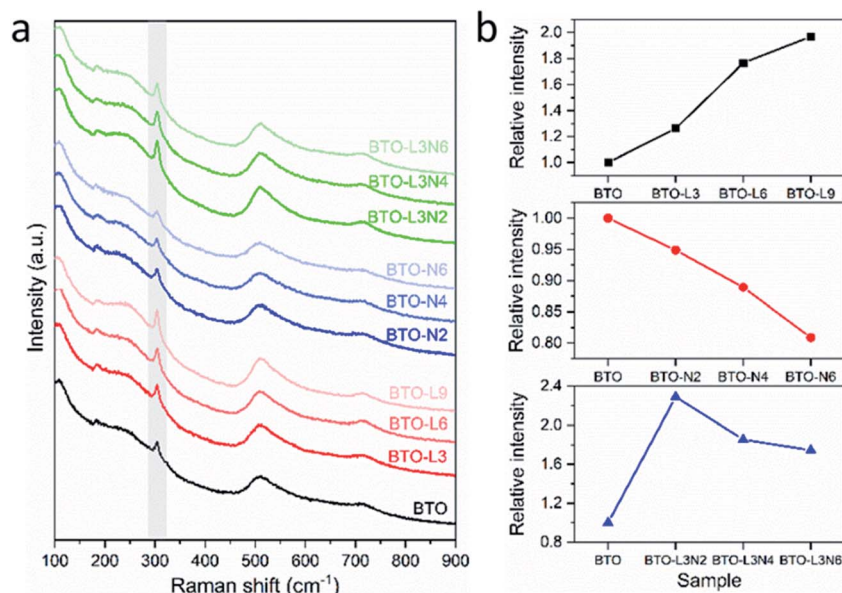 a
Intensity (a.u.)
BTO-L3N6
BTO-L3N4
BTO-L3N2
BTO-N6
BTO-N4
BTO-N2
BTO-L9
BTO-L6
BTO-L3
BTO
100 200 300 400 500 600 700 800 900
Raman shift (cm⁻¹)
b
Relative intensity
2.0
1.8
1.6
1.4
1.2
1.0
BTO BTO-L3 BTO-L6 BTO-L9
Relative intensity
1.00
0.95
0.90
0.85
0.80
BTO BTO-N2 BTO-N4 BTO-N6
Relative intensity
2.4
2.0
1.6
1.2
0.8
BTO BTO-L3N2 BTO-L3N4 BTO-L3N6
Sample